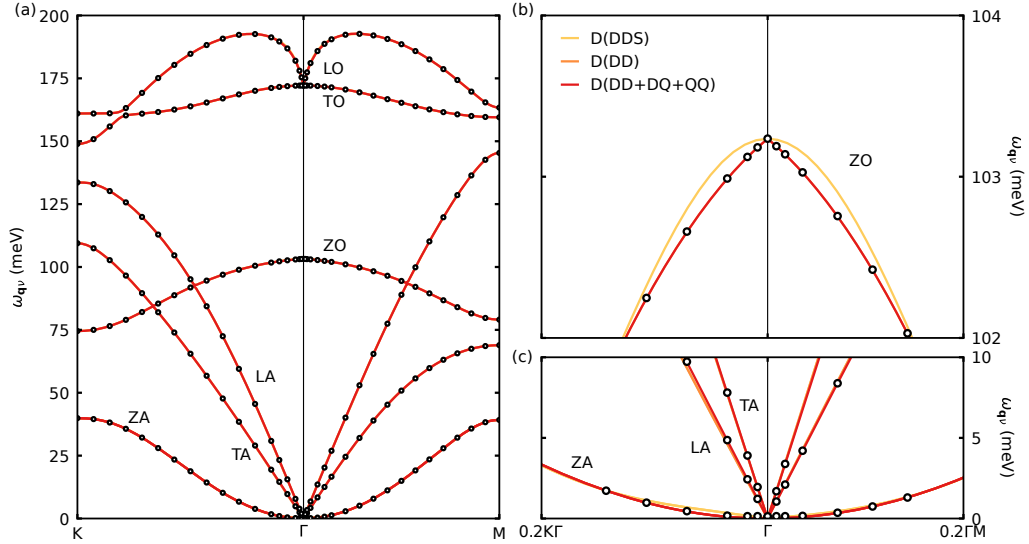 (a)
200
175
150
125
100
75
50
25
0
ω_qν (meV)
LO
TO
ZO
LA
TA
ZA
K
Γ
M
(b)
D(DDS)
D(DD)
D(DD+DQ+QQ)
ZO
104
103
102
ω_qν (meV)
(c)
TA
LA
ZA
10
5
0
ω_qν (meV)
0.2KΓ
Γ
0.2ΓM